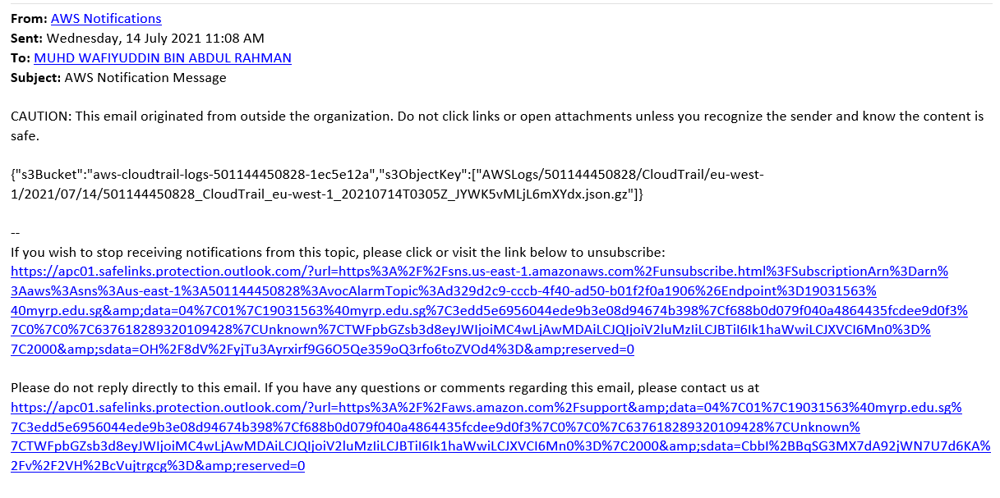 From: AWS Notifications
Sent: Wednesday, 14 July 2021 11:08 AM
To: MUHD WAFIYUDDIN BIN ABDUL RAHMAN
Subject: AWS Notification Message
CAUTION: This email originated from outside the organization. Do not click links or open attachments unless you recognize the sender and know the content is
safe.
{"s3Bucket":"aws-cloudtrail-logs-501144450828-1ec5e12a","s3ObjectKey":["AWSLogs/501144450828/CloudTrail/eu-west-
1/2021/07/14/501144450828_CloudTrail_eu-west-1_20210714T0305Z_JYWK5vMLjL6mXYdx.json.gz"]}
--
If you wish to stop receiving notifications from this topic, please click or visit the link below to unsubscribe:
https://apc01.safelinks.protection.outlook.com/?url=https%3A%2F%2Fsns.us-east-1.amazonaws.com%2Funsubscribe.html%3FSubscriptionArn%3Darn%
3Aaws%3Asns%3Aus-east-1%3A501144450828%3AvocAlarmTopic%3Ad329d2c9-cccb-4f40-ad50-b01f2f0a1906%26Endpoint%3D19031563%
40myrp.edu.sg&amp;data=04%7C01%7C19031563%40myrp.edu.sg%7C3edd5e6956044ede9b3e08d94674b398%7Cf688b0d079f040a4864435fcdee9d0f3%
7C0%7C0%7C637618289320109428%7CUnknown%7CTWFpbGZsb3d8eyJWIjoiMC4wLjAwMDAiLCJQIjoiV2luMzIiLCJBTiI6Ik1haWwiLCJXVCI6Mn0%3D%
7C2000&amp;sdata=OH%2F8dV%2FyjTu3Ayrxirf9G6O5Qe359oQ3rfo6toZVOd4%3D&amp;reserved=0
Please do not reply directly to this email. If you have any questions or comments regarding this email, please contact us at
https://apc01.safelinks.protection.outlook.com/?url=https%3A%2F%2Faws.amazon.com%2Fsupport&amp;data=04%7C01%7C19031563%40myrp.edu.sg%
7C3edd5e6956044ede9b3e08d94674b398%7Cf688b0d079f040a4864435fcdee9d0f3%7C0%7C0%7C637618289320109428%7CUnknown%
7CTWFpbGZsb3d8eyJWIjoiMC4wLjAwMDAiLCJQIjoiV2luMzIiLCJBTiI6Ik1haWwiLCJXVCI6Mn0%3D%7C2000&amp;sdata=CbbI%2BBqSG3MX7dA92jWN7U7d6KA%
2Fv%2F2VH%2BcVujtrgcg%3D&amp;reserved=0